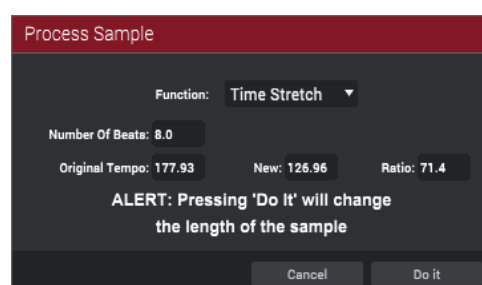 Process Sample
Function: Time Stretch
Number Of Beats: 8.0
Original Tempo: 177.93 New: 126.96 Ratio: 71.4
ALERT: Pressing 'Do It' will change
the length of the sample
Cancel Do it